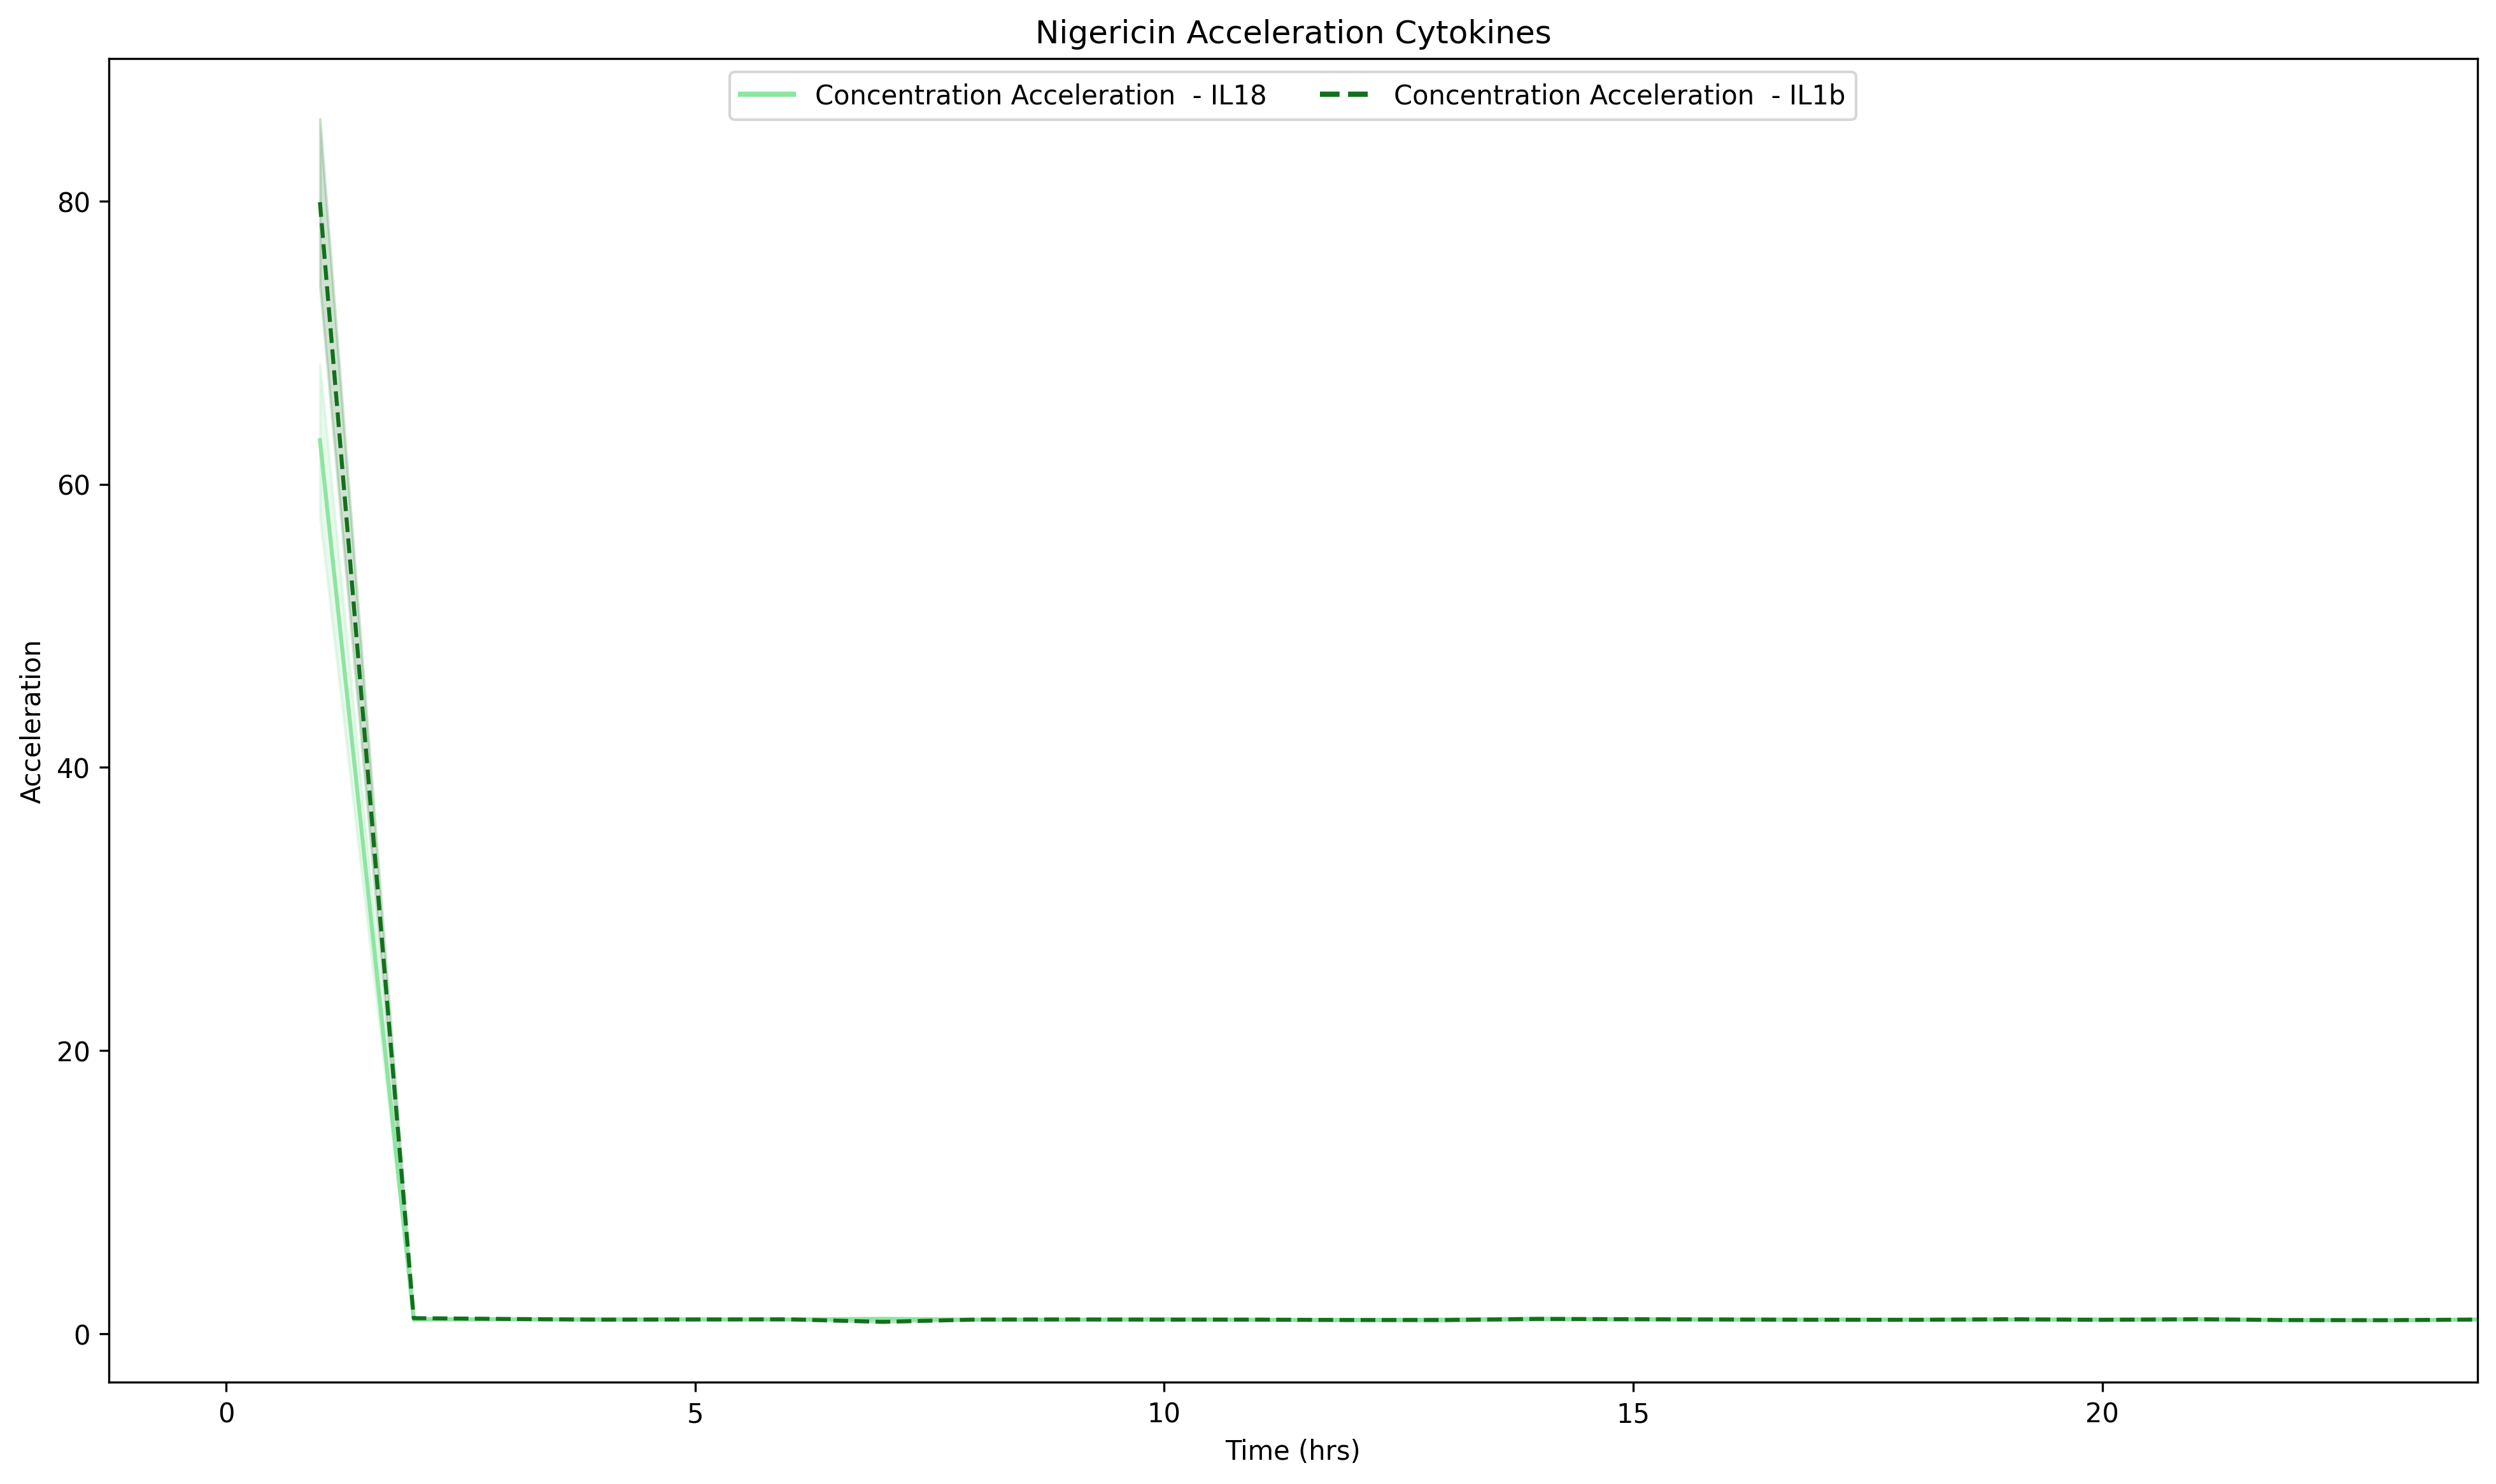 Nigericin Acceleration Cytokines
Concentration Acceleration  - IL18
Concentration Acceleration  - IL1b
Acceleration
80
60
40
20
0
0 5 10 15 20
Time (hrs)